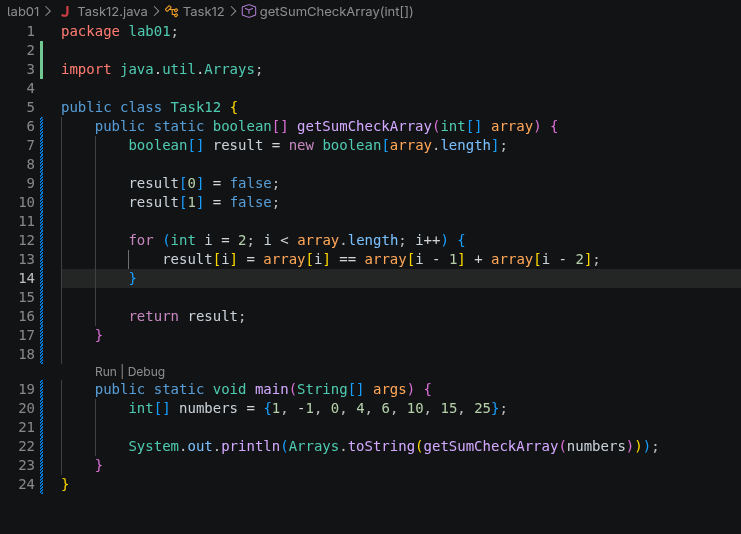 lab01 > J Task12.java > Task12 > getSumCheckArray(int[])
1 package lab01;
2
3 import java.util.Arrays;
4
5 public class Task12 {
6     public static boolean[] getSumCheckArray(int[] array) {
7         boolean[] result = new boolean[array.length];
8
9         result[0] = false;
10         result[1] = false;
11
12         for (int i = 2; i < array.length; i++) {
13             result[i] = array[i] == array[i - 1] + array[i - 2];
14         }
15
16         return result;
17     }
18
Run | Debug
19     public static void main(String[] args) {
20         int[] numbers = {1, -1, 0, 4, 6, 10, 15, 25};
21
22         System.out.println(Arrays.toString(getSumCheckArray(numbers)));
23     }
24 }